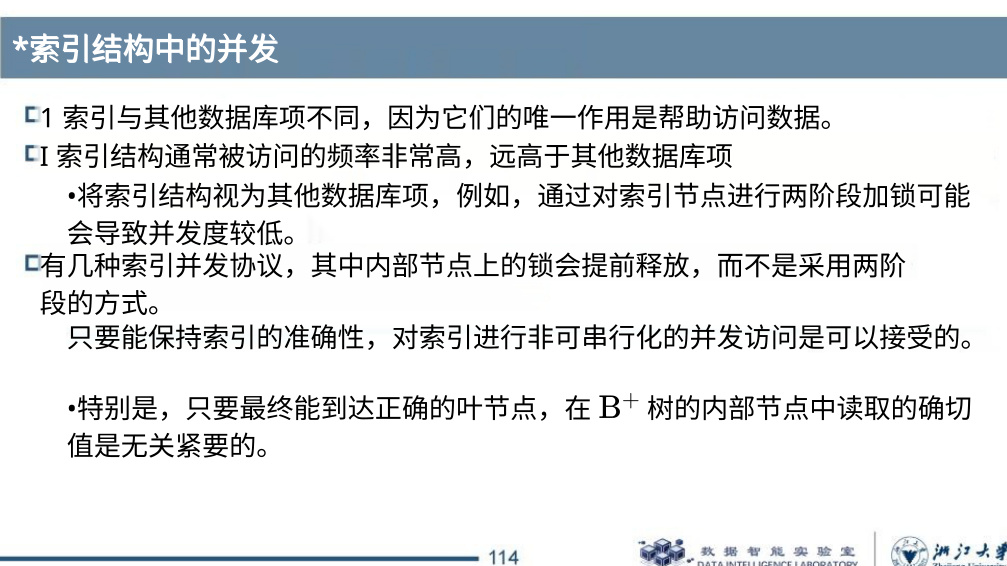 *索引结构中的并发
1 索引与其他数据库项不同，因为它们的唯一作用是帮助访问数据。
I 索引结构通常被访问的频率非常高，远高于其他数据库项
•将索引结构视为其他数据库项，例如，通过对索引节点进行两阶段加锁可能
会导致并发度较低。
有几种索引并发协议，其中内部节点上的锁会提前释放，而不是采用两阶
段的方式。
只要能保持索引的准确性，对索引进行非可串行化的并发访问是可以接受的。
•特别是，只要最终能到达正确的叶节点，在 B⁺ 树的内部节点中读取的确切
值是无关紧要的。
114
数据智能实验室
DATA INTELLIGENCE LABORATORY
浙江大学